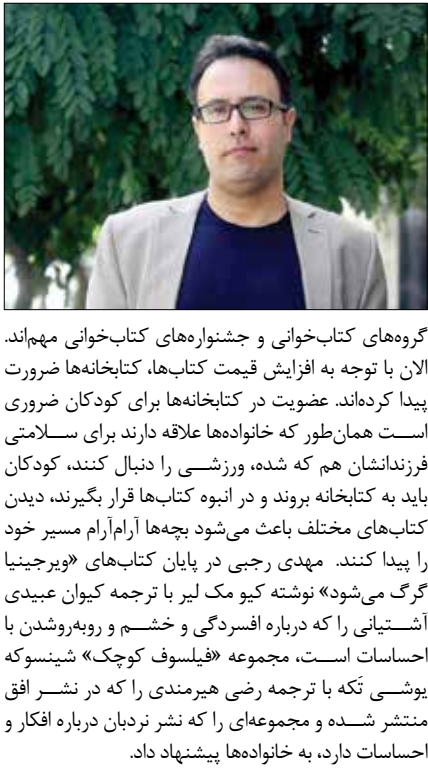 گروه‌های کتاب‌خوانی و جشنواره‌های کتاب‌خوانی مهم‌اند.
الان با توجه به افزایش قیمت کتاب‌ها، کتابخانه‌ها ضرورت
پیدا کرده‌اند. عضویت در کتابخانه‌ها برای کودکان ضروری
است همان‌طور که خانواده‌ها علاقه دارند برای سلامتی
فرزندانشان هم که شده، ورزشی را دنبال کنند، کودکان
باید به کتابخانه بروند و در انبوه کتاب‌ها قرار بگیرند، دیدن
کتاب‌های مختلف باعث می‌شود بچه‌ها آرام‌آرام مسیر خود
را پیدا کنند. مهدی رجبی در پایان کتاب‌های «ویرجینیا
گرگ می‌شود» نوشته کیو مک لیر با ترجمه کیوان عبیدی
آشتیانی را که درباره افسردگی و خشم و روبه‌روشدن با
احساسات است، مجموعه «فیلسوف کوچک» شینسوکه
یوشی تَکه با ترجمه رضی هیرمندی را که در نشر افق
منتشر شده و مجموعه‌ای را که نشر نردبان درباره افکار و
احساسات دارد، به خانواده‌ها پیشنهاد داد.